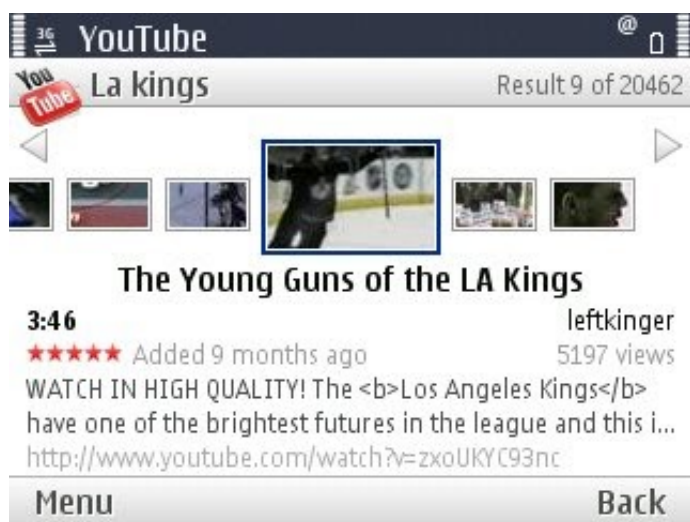 3G YouTube @
You Tube La kings Result 9 of 20462
The Young Guns of the LA Kings
3:46 leftkinger
★★★★★ Added 9 months ago 5197 views
WATCH IN HIGH QUALITY! The <b>Los Angeles Kings</b>
have one of the brightest futures in the league and this i...
http://www.youtube.com/watch?v=zxoUKYC93nc
Menu Back